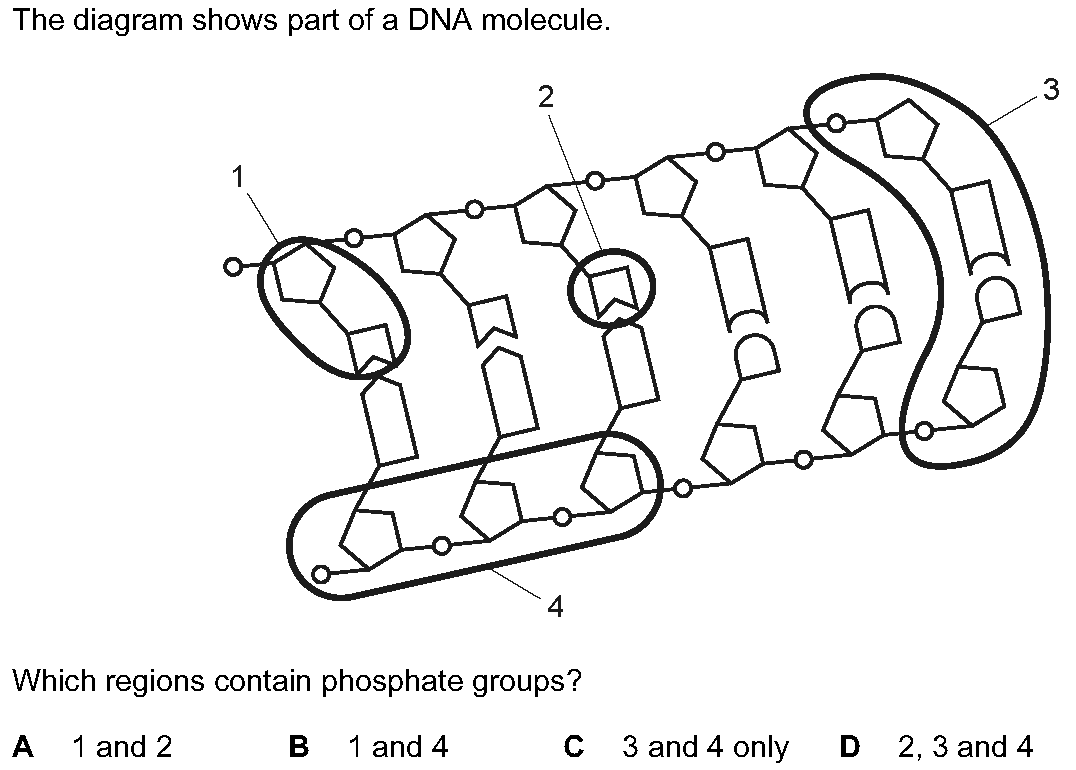 The diagram shows part of a DNA molecule.
2
3
1
4
Which regions contain phosphate groups?
A 1 and 2 B 1 and 4 C 3 and 4 only D 2, 3 and 4